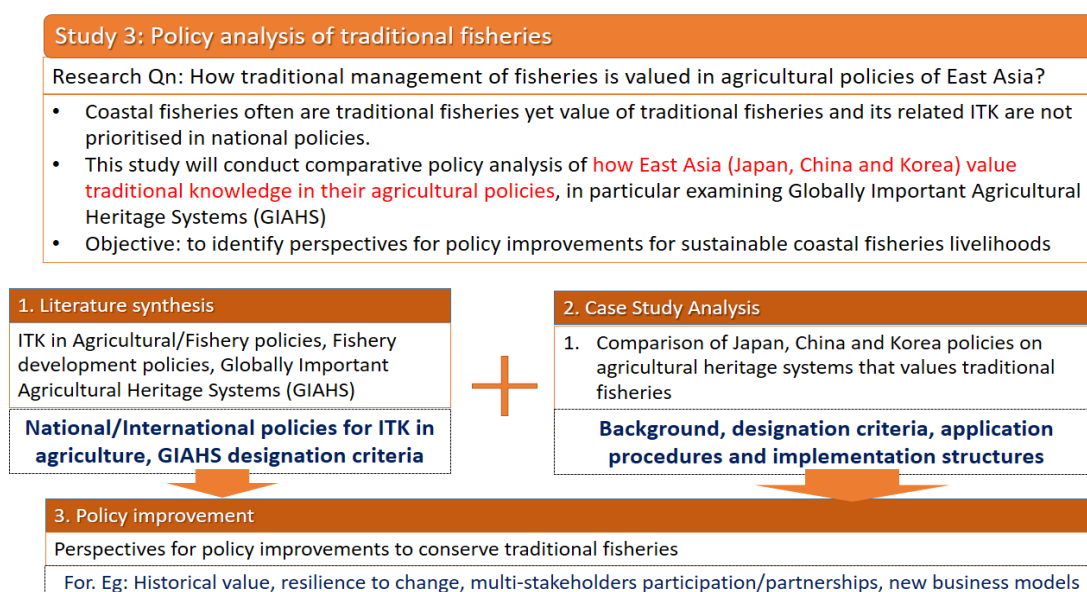 Study 3: Policy analysis of traditional fisheries
Research Qn: How traditional management of fisheries is valued in agricultural policies of East Asia?
• Coastal fisheries often are traditional fisheries yet value of traditional fisheries and its related ITK are not
prioritised in national policies.
• This study will conduct comparative policy analysis of how East Asia (Japan, China and Korea) value
traditional knowledge in their agricultural policies, in particular examining Globally Important Agricultural
Heritage Systems (GIAHS)
• Objective: to identify perspectives for policy improvements for sustainable coastal fisheries livelihoods
1. Literature synthesis
ITK in Agricultural/Fishery policies, Fishery
development policies, Globally Important
Agricultural Heritage Systems (GIAHS)
National/International policies for ITK in
agriculture, GIAHS designation criteria
2. Case Study Analysis
1. Comparison of Japan, China and Korea policies on
agricultural heritage systems that values traditional
fisheries
Background, designation criteria, application
procedures and implementation structures
3. Policy improvement
Perspectives for policy improvements to conserve traditional fisheries
For. Eg: Historical value, resilience to change, multi-stakeholders participation/partnerships, new business models